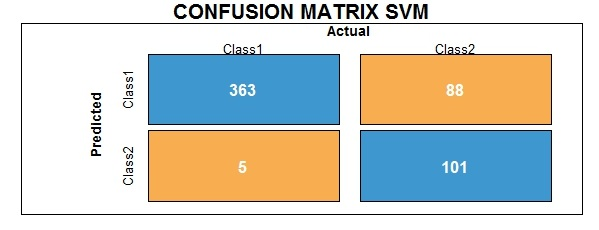 CONFUSION MATRIX SVM
Actual
Class1 Class2
Predicted
Class1 363 88
Class2 5 101